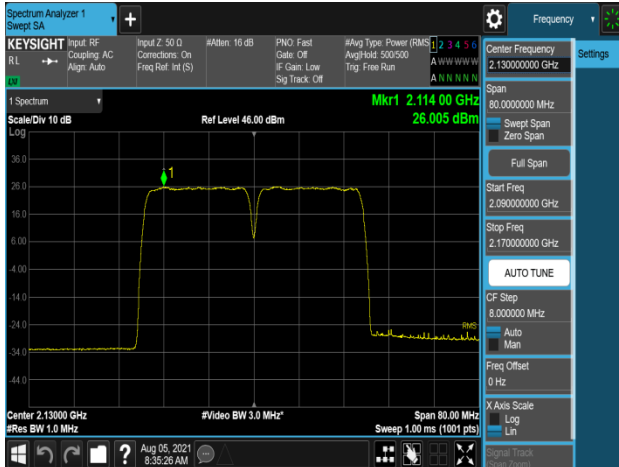 Spectrum Analyzer 1
Swept SA
+
Frequency
KEYSIGHT
RL
Input: RF
Coupling: AC
Align: Auto
Input Z: 50 Ω
Corrections: On
Freq Ref: Int (S)
#Atten: 16 dB
PNO: Fast
Gate: Off
IF Gain: Low
Sig Track: Off
#Avg Type: Power (RMS
Avg|Hold: 500/500
Trig: Free Run
1 2 3 4 5 6
A W W W W W
A N N N N N
1 Spectrum
Scale/Div 10 dB
Log
Ref Level 46.00 dBm
Mkr1 2.114 00 GHz
26.005 dBm
36.0
26.0
16.0
6.00
-4.00
-14.0
-24.0
-34.0
-44.0
1
RMS
Center 2.13000 GHz
#Res BW 1.0 MHz
#Video BW 3.0 MHz*
Span 80.00 MHz
Sweep 1.00 ms (1001 pts)
Aug 05, 2021
8:35:26 AM
Center Frequency
2.130000000 GHz
Span
80.0000000 MHz
Swept Span
Zero Span
Full Span
Start Freq
2.090000000 GHz
Stop Freq
2.170000000 GHz
AUTO TUNE
CF Step
8.000000 MHz
Auto
Man
Freq Offset
0 Hz
X Axis Scale
Log
Lin
Signal Track
(Span Zoom)
Settings